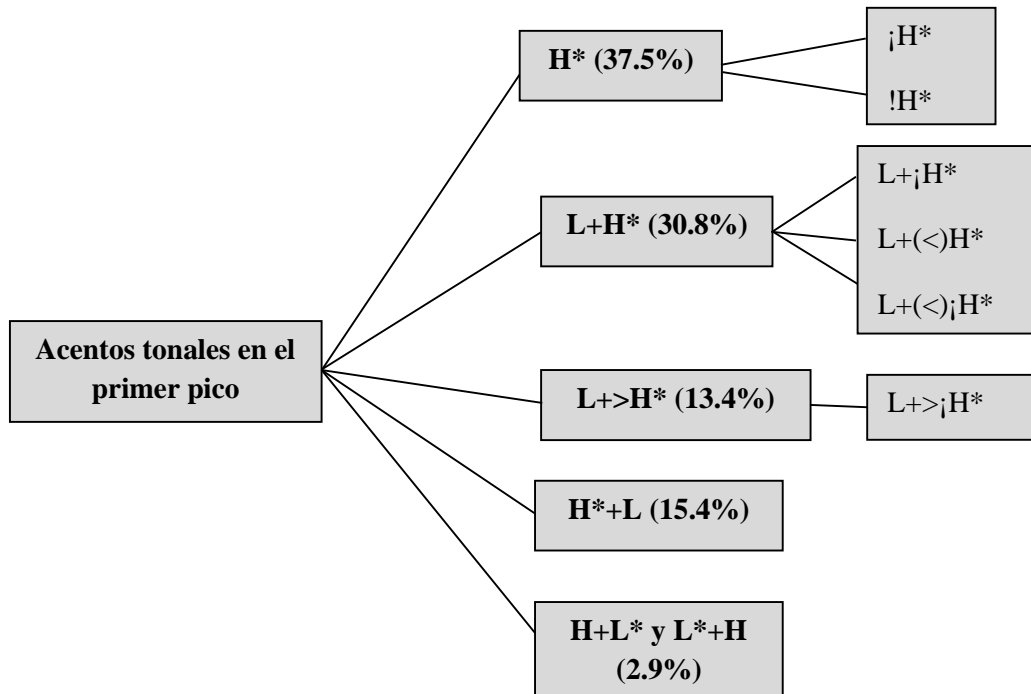 Acentos tonales en el
primer pico
H* (37.5%)
¡H*
!H*
L+H* (30.8%)
L+¡H*
L+(<)H*
L+(<)¡H*
L+>H* (13.4%)
L+>¡H*
H*+L (15.4%)
H+L* y L*+H
(2.9%)